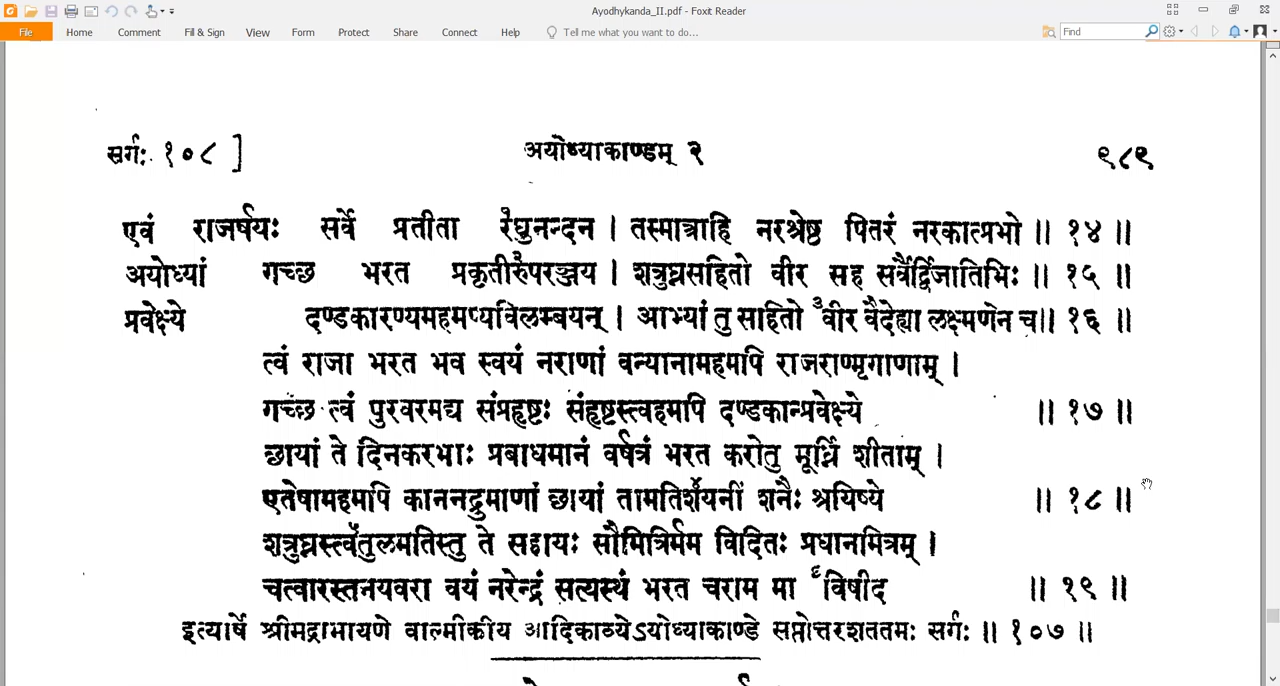 Ayodhykanda_II.pdf - Foxit Reader
File Home Comment Fill & Sign View Form Protect Share Connect Help Tell me what you want to do... Find
सर्गः १०८ ] अयोध्याकाण्डम् २ ९८९
एवं राजर्षयः सर्वे प्रतीता रघुनन्दन । तस्मात्त्राहि नरश्रेष्ठ पितरं नरकात्प्रभो ॥ १४ ॥
अयोध्यां गच्छ भरत प्रकृतीरुपरञ्जय । शत्रुघ्नसहितो वीर सह सर्वैर्द्विजातिभिः ॥ १५ ॥
प्रवेक्ष्ये दण्डकारण्यमहमप्यविलम्बयन् । आभ्यां तु साहितो वीर वैदेह्या लक्ष्मणेन च॥ १६ ॥
त्वं राजा भरत भव स्वयं नराणां वन्यानामहमपि राजराण्मृगाणाम् ।
गच्छ त्वं पुरवरमद्य संप्रहृष्टः संहृष्टस्त्वहमपि दण्डकान्प्रवेक्ष्ये ॥ १७ ॥
छायां ते दिनकरभाः प्रबाधमानं वर्षत्रं भरत करोतु मूर्ध्नि शीताम् ।
एतेषामहमपि काननद्रुमाणां छायां तामतिशयनीं शनैः श्रयिष्ये ॥ १८ ॥
शत्रुघ्नस्त्वतुलमतिस्तु ते सहायः सौमित्रिर्मम विदितः प्रधानमित्रम् ।
चत्वारस्तनयवरा वयं नरेन्द्रं सत्यस्थं भरत चराम मा विषीद ॥ १९ ॥
इत्यार्षे श्रीमद्रामायणे वाल्मीकीय आदिकाव्येऽयोध्याकाण्डे सप्तोत्तरशततमः सर्गः ॥ १०७ ॥